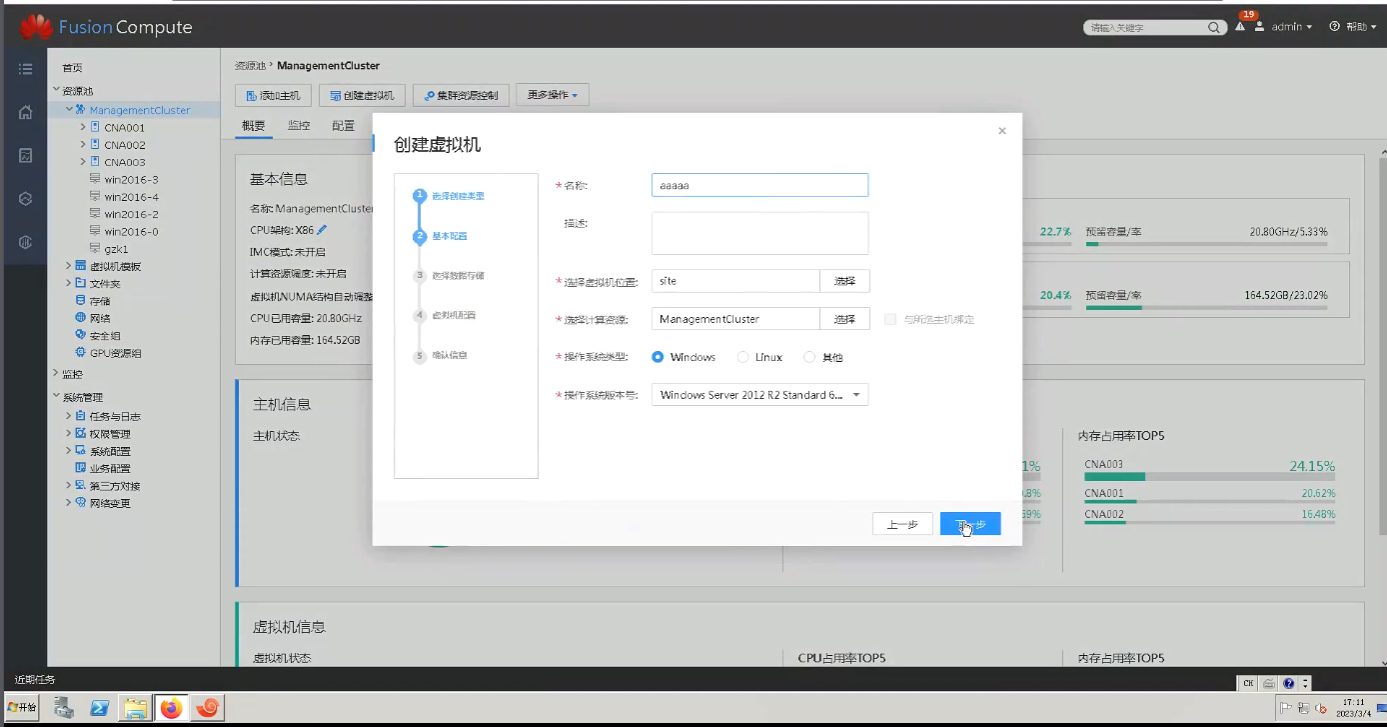 Fusion Compute
请输入关键字
19
admin
帮助
首页
资源池
ManagementCluster
CNA001
CNA002
CNA003
win2016-3
win2016-4
win2016-2
win2016-0
gzk1
虚拟机模板
文件夹
存储
网络
安全组
GPU资源组
监控
系统管理
任务与日志
权限管理
系统配置
业务配置
第三方对接
网络变更
资源池 > ManagementCluster
添加主机
创建虚拟机
集群资源控制
更多操作
概要 监控 配置
基本信息
名称: ManagementCluster
CPU架构: X86
IMC模式: 未开启
计算资源调度: 未开启
虚拟机NUMA结构自动调整
CPU已用容量: 20.80GHz
内存已用容量: 164.52GB
22.7% 预留容量/率 20.80GHz/5.33%
20.4% 预留容量/率 164.52GB/23.02%
创建虚拟机
×
1 选择创建类型
2 基本配置
3 选择数据存储
4 虚拟机配置
5 确认信息
* 名称: aaaaa
描述:
* 选择虚拟机位置: site 选择
* 选择计算资源: ManagementCluster 选择 与所选主机绑定
* 操作系统类型: Windows Linux 其他
* 操作系统版本号: Windows Server 2012 R2 Standard 6...
上一步 下一步
主机信息
主机状态
内存占用率TOP5
CNA003 24.15%
CNA001 20.62%
CNA002 16.48%
虚拟机信息
虚拟机状态
CPU占用率TOP5
内存占用率TOP5
近期任务
CH
开始
17:11
2023/3/4